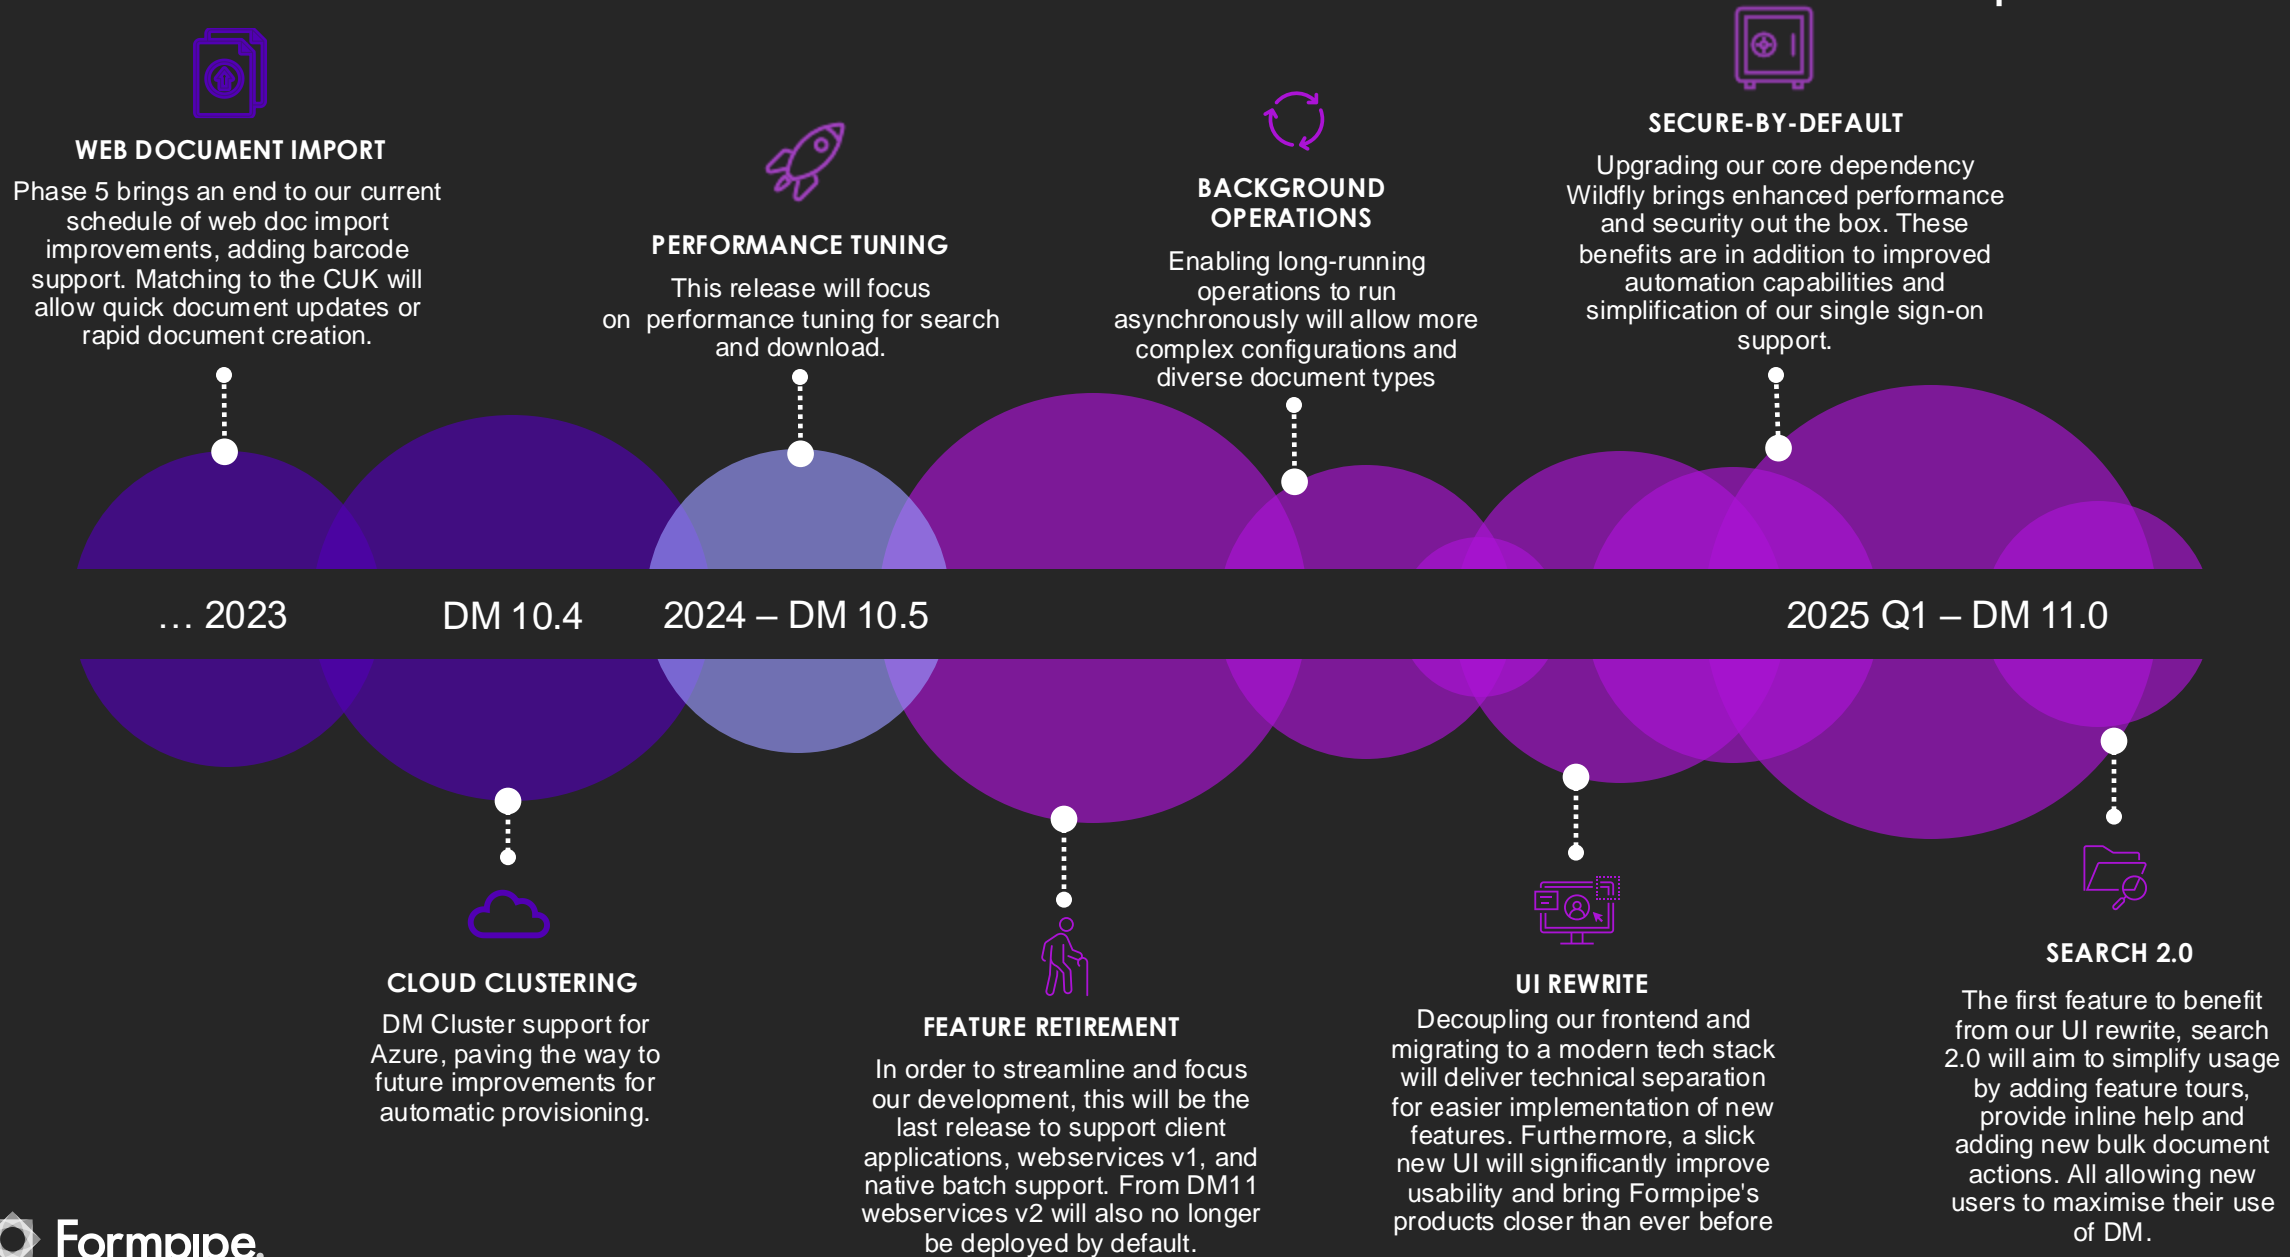 WEB DOCUMENT IMPORT
Phase 5 brings an end to our current
schedule of web doc import
improvements, adding barcode
support. Matching to the CUK will
allow quick document updates or
rapid document creation.
PERFORMANCE TUNING
This release will focus
on  performance tuning for search
and download.
BACKGROUND
OPERATIONS
Enabling long-running
operations to run
asynchronously will allow more
complex configurations and
diverse document types
SECURE-BY-DEFAULT
Upgrading our core dependency
Wildfly brings enhanced performance
and security out the box. These
benefits are in addition to improved
automation capabilities and
simplification of our single sign-on
support.
... 2023
DM 10.4
2024 – DM 10.5
2025 Q1 – DM 11.0
CLOUD CLUSTERING
DM Cluster support for
Azure, paving the way to
future improvements for
automatic provisioning.
FEATURE RETIREMENT
In order to streamline and focus
our development, this will be the
last release to support client
applications, webservices v1, and
native batch support. From DM11
webservices v2 will also no longer
be deployed by default.
UI REWRITE
Decoupling our frontend and
migrating to a modern tech stack
will deliver technical separation
for easier implementation of new
features. Furthermore, a slick
new UI will significantly improve
usability and bring Formpipe's
products closer than ever before
SEARCH 2.0
The first feature to benefit
from our UI rewrite, search
2.0 will aim to simplify usage
by adding feature tours,
provide inline help and
adding new bulk document
actions. All allowing new
users to maximise their use
of DM.
Formpipe.